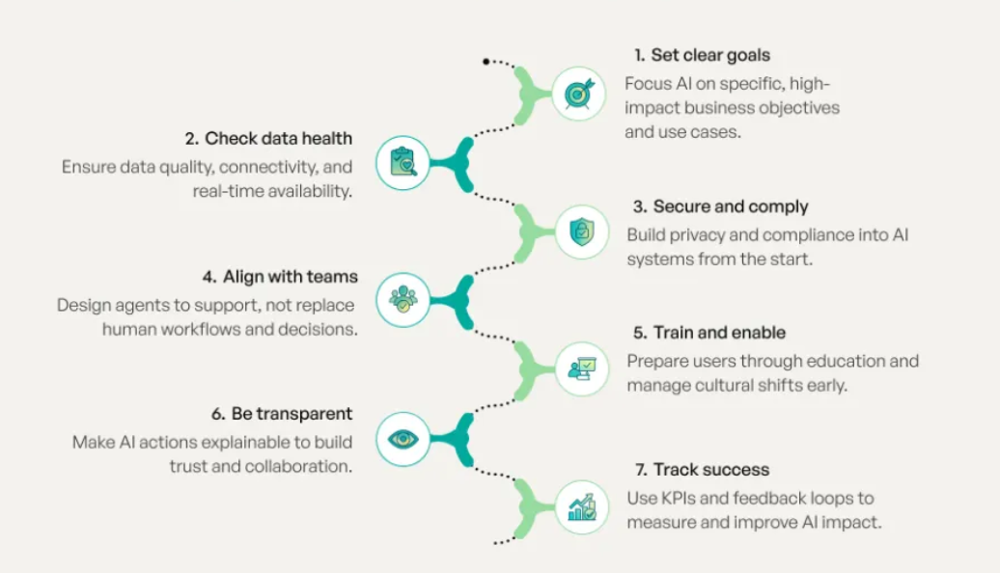 1. Set clear goals
Focus AI on specific, high-
impact business objectives
and use cases.
2. Check data health
Ensure data quality, connectivity, and
real-time availability.
3. Secure and comply
Build privacy and compliance into AI
systems from the start.
4. Align with teams
Design agents to support, not replace
human workflows and decisions.
5. Train and enable
Prepare users through education and
manage cultural shifts early.
6. Be transparent
Make AI actions explainable to build
trust and collaboration.
7. Track success
Use KPIs and feedback loops to
measure and improve AI impact.